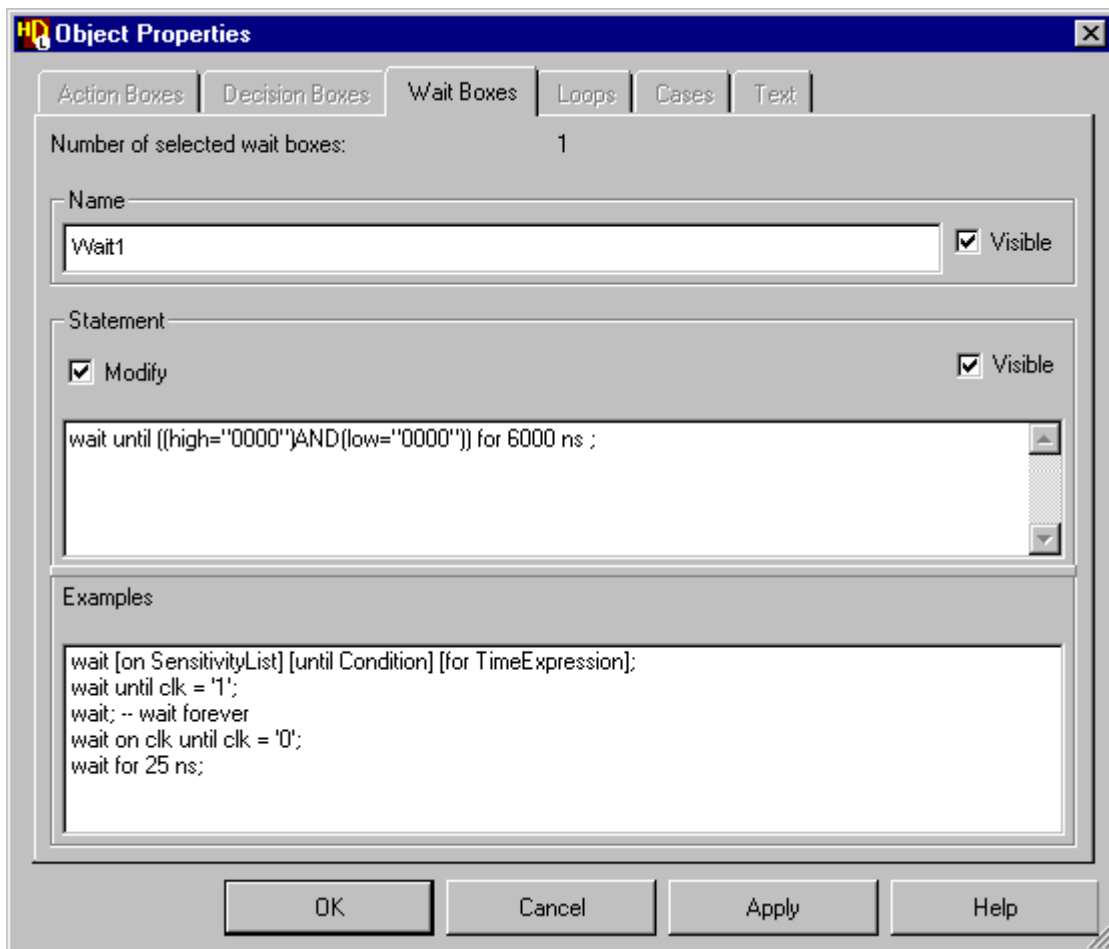 HDL Object Properties
Action Boxes Decision Boxes Wait Boxes Loops Cases Text
Number of selected wait boxes: 1
Name
Wait1 Visible
Statement
Modify Visible
wait until ((high="0000")AND(low="0000")) for 6000 ns ;
Examples
wait [on SensitivityList] [until Condition] [for TimeExpression];
wait until clk = '1';
wait; -- wait forever
wait on clk until clk = '0';
wait for 25 ns;
OK Cancel Apply Help